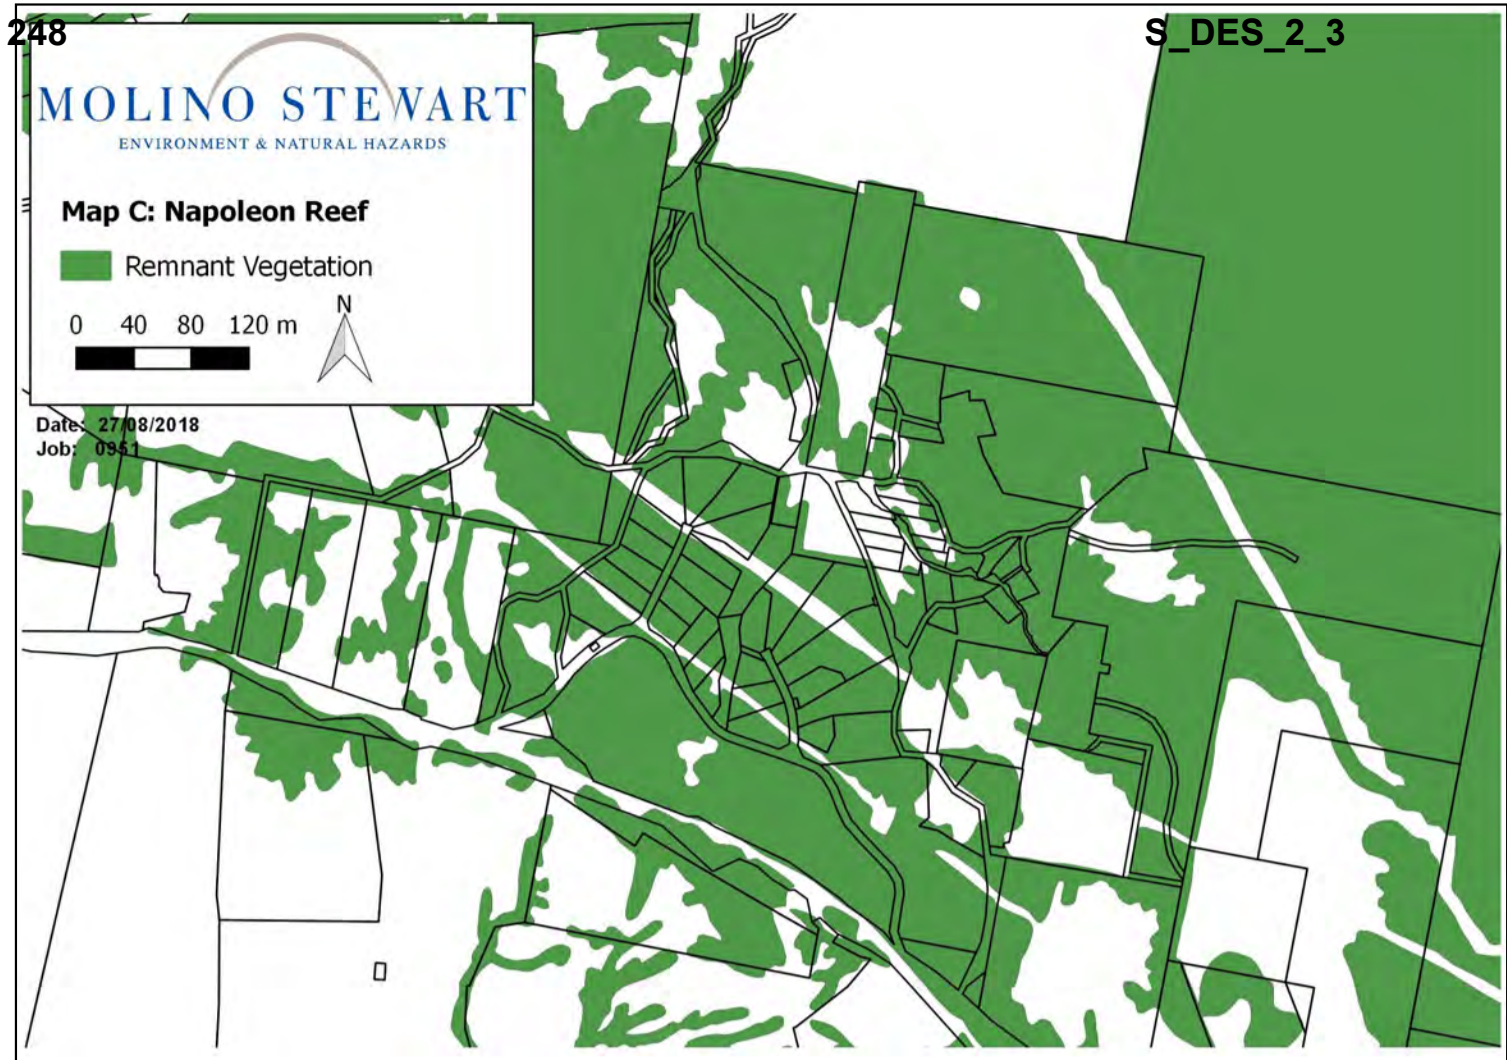 248
S_DES_2_3
MOLINO STEWART
ENVIRONMENT & NATURAL HAZARDS
Map C: Napoleon Reef
Remnant Vegetation
N
0 40 80 120 m
Date: 27/08/2018
Job: 0951